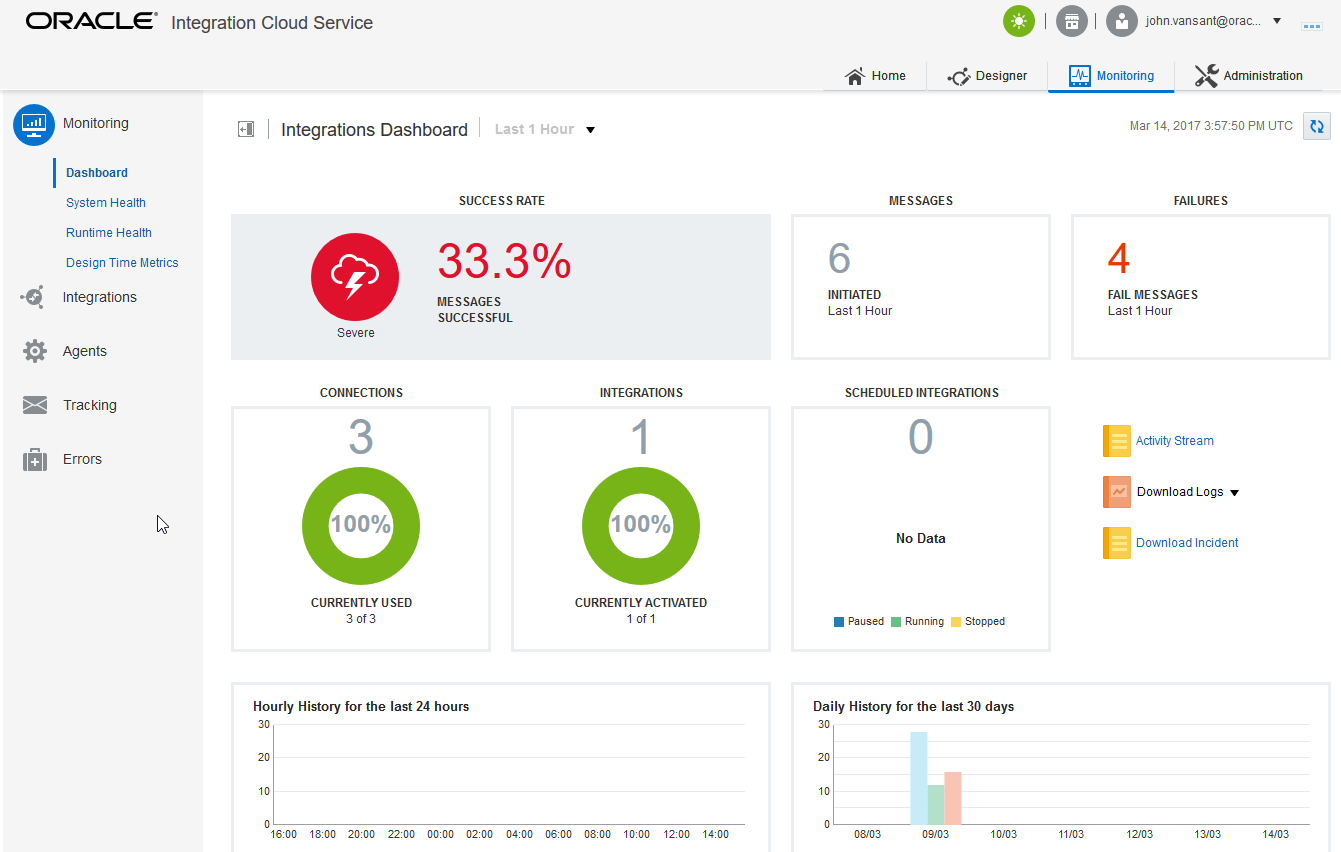 ORACLE® Integration Cloud Service
john.vansant@orac...
Home
Designer
Monitoring
Administration
Monitoring
Dashboard
System Health
Runtime Health
Design Time Metrics
Integrations
Agents
Tracking
Errors
Integrations Dashboard
Last 1 Hour
Mar 14, 2017 3:57:50 PM UTC
SUCCESS RATE
Severe
33.3%
MESSAGES
SUCCESSFUL
MESSAGES
6
INITIATED
Last 1 Hour
FAILURES
4
FAIL MESSAGES
Last 1 Hour
CONNECTIONS
3
100%
CURRENTLY USED
3 of 3
INTEGRATIONS
1
100%
CURRENTLY ACTIVATED
1 of 1
SCHEDULED INTEGRATIONS
0
No Data
Paused Running Stopped
Activity Stream
Download Logs
Download Incident
Hourly History for the last 24 hours
30
20
10
0
16:00 18:00 20:00 22:00 00:00 02:00 04:00 06:00 08:00 10:00 12:00 14:00
Daily History for the last 30 days
30
20
10
0
08/03 09/03 10/03 11/03 12/03 13/03 14/03